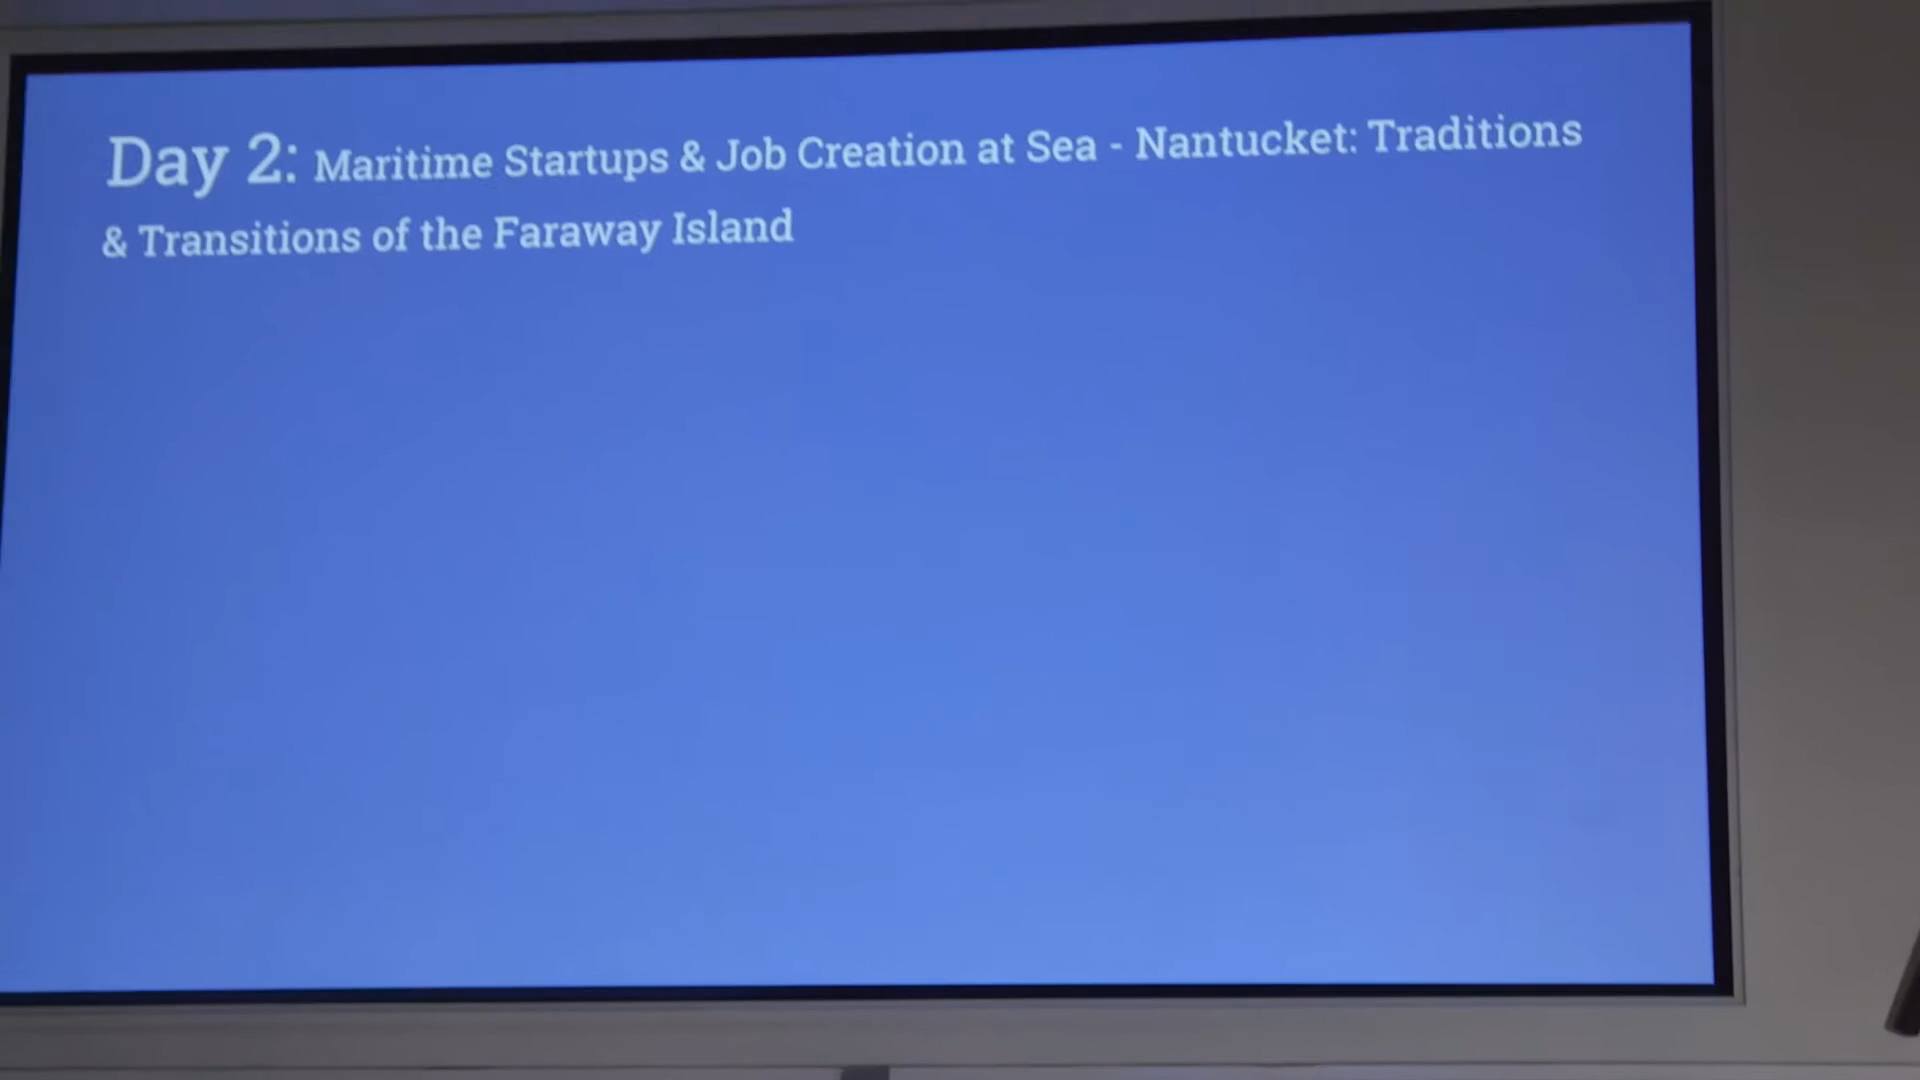 Day 2: Maritime Startups & Job Creation at Sea - Nantucket: Traditions
& Transitions of the Faraway Island